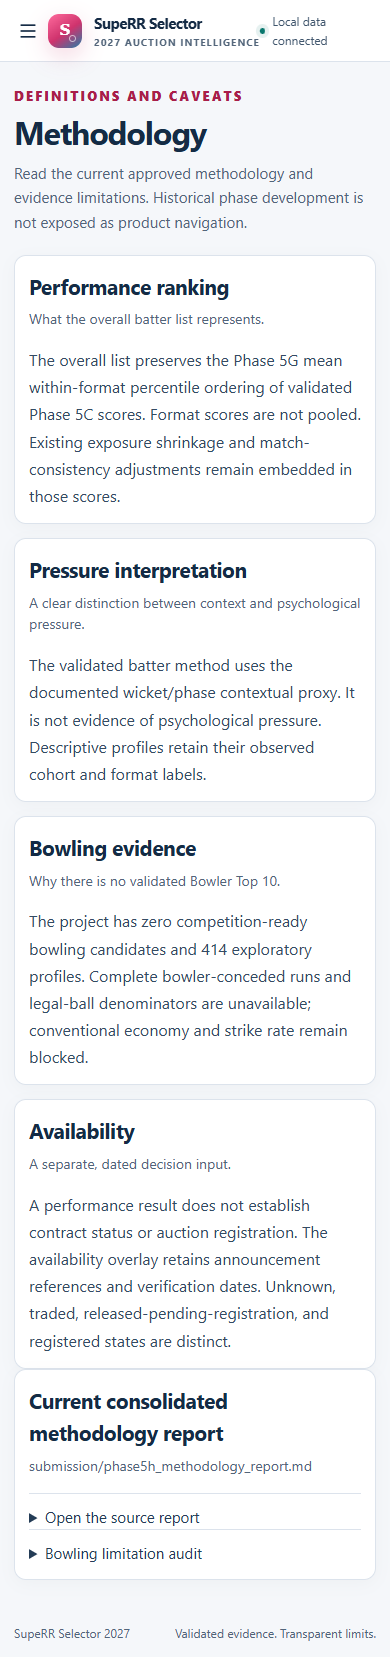 S
SupeRR Selector
2027 AUCTION INTELLIGENCE
Local data
connected
DEFINITIONS AND CAVEATS
Methodology
Read the current approved methodology and
evidence limitations. Historical phase development is
not exposed as product navigation.
Performance ranking
What the overall batter list represents.
The overall list preserves the Phase 5G mean
within-format percentile ordering of validated
Phase 5C scores. Format scores are not pooled.
Existing exposure shrinkage and match-
consistency adjustments remain embedded in
those scores.
Pressure interpretation
A clear distinction between context and psychological
pressure.
The validated batter method uses the
documented wicket/phase contextual proxy. It
is not evidence of psychological pressure.
Descriptive profiles retain their observed
cohort and format labels.
Bowling evidence
Why there is no validated Bowler Top 10.
The project has zero competition-ready
bowling candidates and 414 exploratory
profiles. Complete bowler-conceded runs and
legal-ball denominators are unavailable;
conventional economy and strike rate remain
blocked.
Availability
A separate, dated decision input.
A performance result does not establish
contract status or auction registration. The
availability overlay retains announcement
references and verification dates. Unknown,
traded, released-pending-registration, and
registered states are distinct.
Current consolidated
methodology report
submission/phase5h_methodology_report.md
Open the source report
Bowling limitation audit
SupeRR Selector 2027
Validated evidence. Transparent limits.